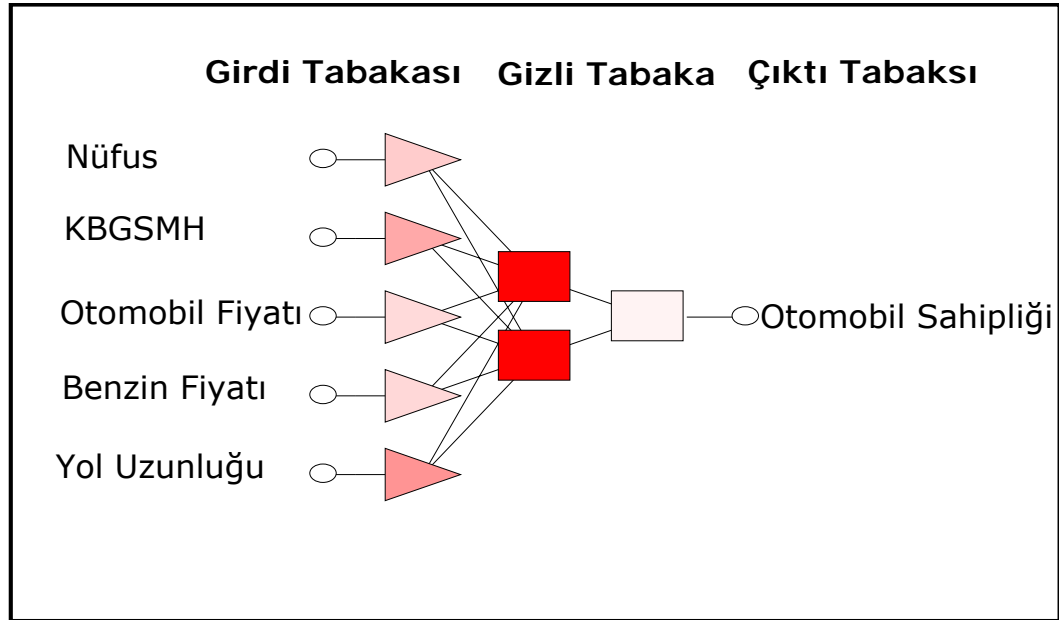 Girdi Tabakası Gizli Tabaka Çıktı Tabaksı
Nüfus
KBGSMH
Otomobil Fiyatı
Otomobil Sahipliği
Benzin Fiyatı
Yol Uzunluğu